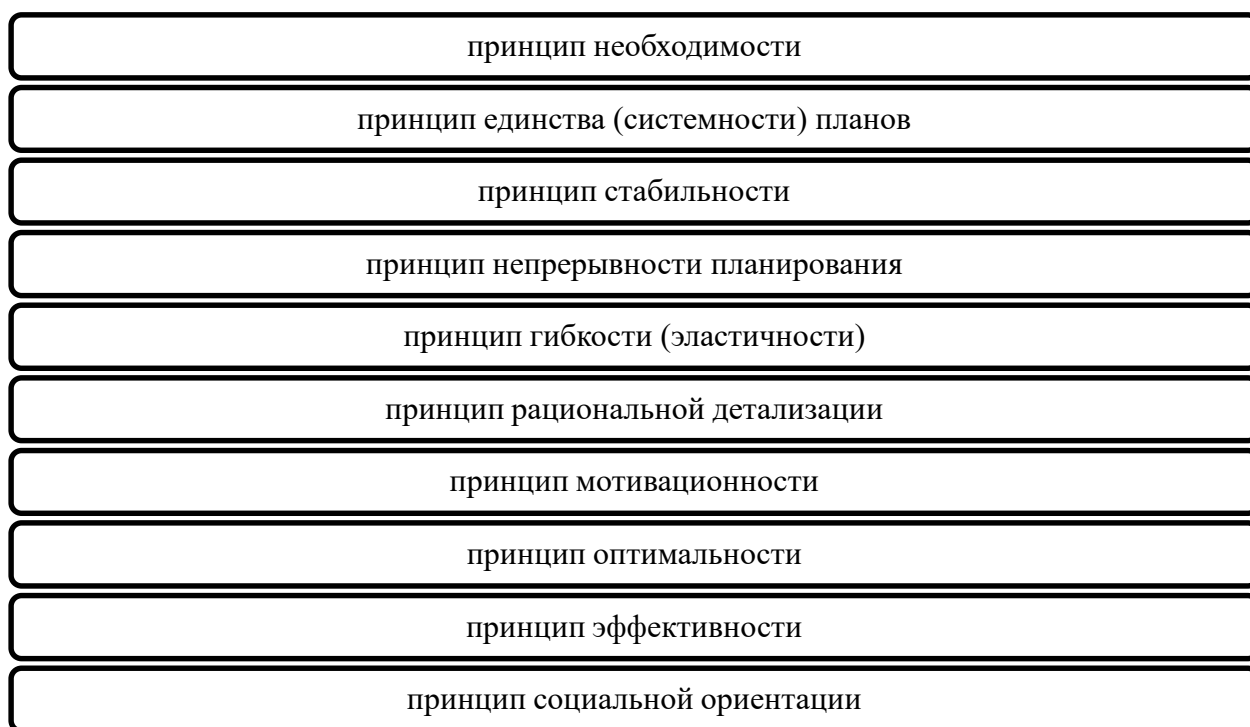 принцип необходимости
принцип единства (системности) планов
принцип стабильности
принцип непрерывности планирования
принцип гибкости (эластичности)
принцип рациональной детализации
принцип мотивационности
принцип оптимальности
принцип эффективности
принцип социальной ориентации